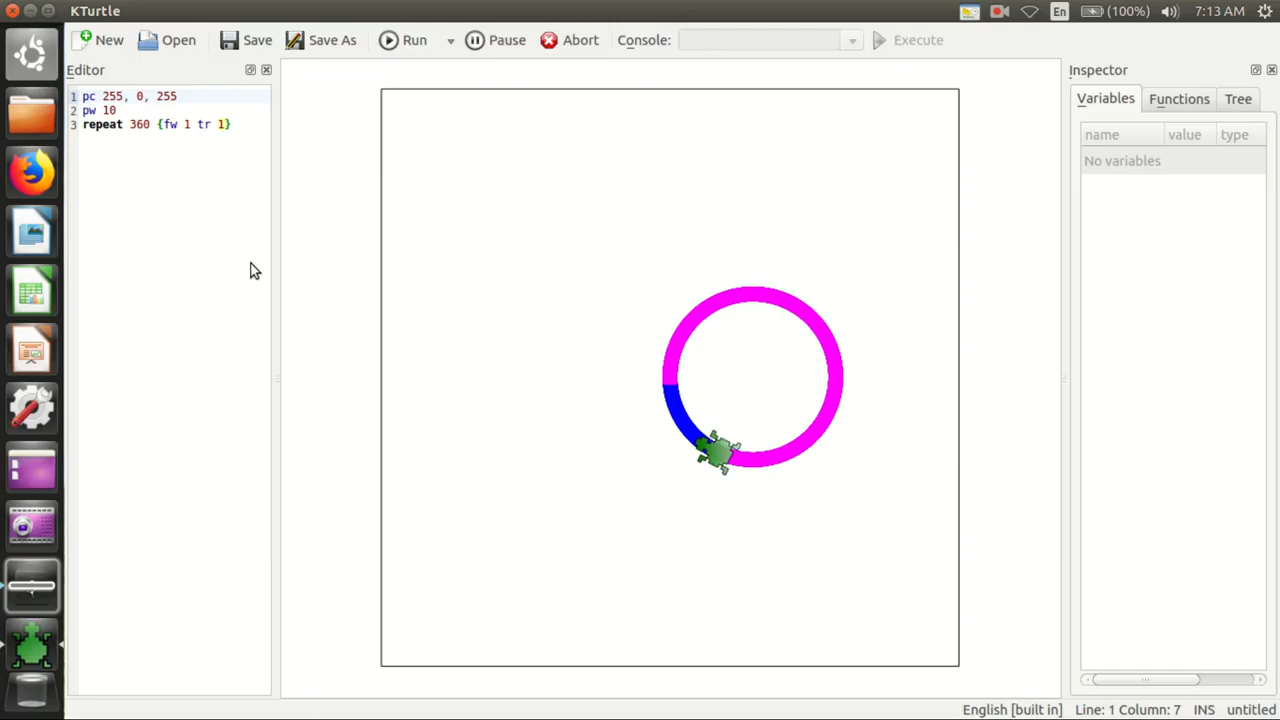 KTurtle
En
(100%)
7:13 AM
New
Open
Save
Save As
Run
Pause
Abort
Console:
Execute
Editor
1 pc 255, 0, 255
2 pw 10
3 repeat 360 {fw 1 tr 1}
Inspector
Variables
Functions
Tree
name
value
type
No variables
English [built in]
Line: 1 Column: 7
INS
untitled